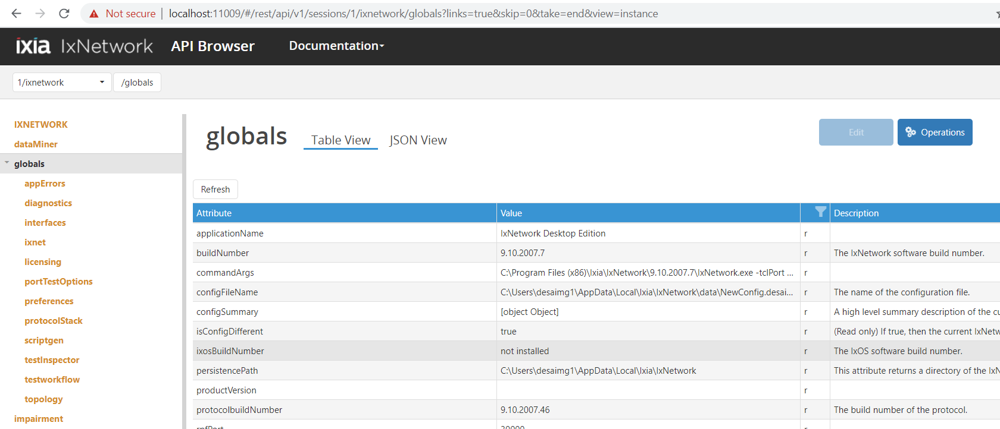 Not secure | localhost:11009/#/rest/api/v1/sessions/1/ixnetwork/globals?links=true&skip=0&take=end&view=instance
ixia IxNetwork API Browser Documentation
1/ixnetwork /globals
IXNETWORK
dataMiner
globals
appErrors
diagnostics
interfaces
ixnet
licensing
portTestOptions
preferences
protocolStack
scriptgen
testInspector
testworkflow
topology
impairment
globals Table View JSON View Edit Operations
Refresh
Attribute Value Description
applicationName IxNetwork Desktop Edition r
buildNumber 9.10.2007.7 r The IxNetwork software build number.
commandArgs C:\Program Files (x86)\Ixia\IxNetwork\9.10.2007.7\IxNetwork.exe -tclPort ... r
configFileName C:\Users\desaimg1\AppData\Local\Ixia\IxNetwork\data\NewConfig.desai... r The name of the configuration file.
configSummary [object Object] r A high level summary description of the cu
isConfigDifferent true r (Read only) If true, then the current IxNetw
ixosBuildNumber not installed r The IxOS software build number.
persistencePath C:\Users\desaimg1\AppData\Local\Ixia\IxNetwork r This attribute returns a directory of the IxN
productVersion r
protocolbuildNumber 9.10.2007.46 r The build number of the protocol.